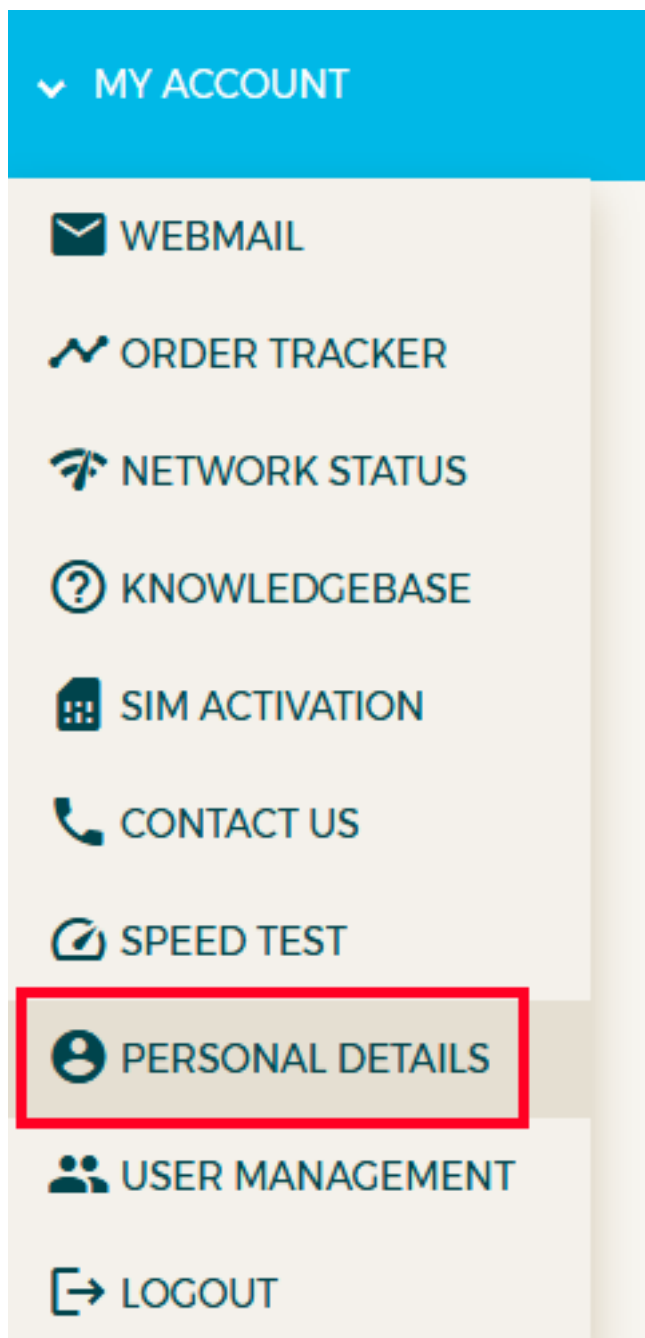 MY ACCOUNT
WEBMAIL
ORDER TRACKER
NETWORK STATUS
KNOWLEDGEBASE
SIM ACTIVATION
CONTACT US
SPEED TEST
PERSONAL DETAILS
USER MANAGEMENT
LOGOUT